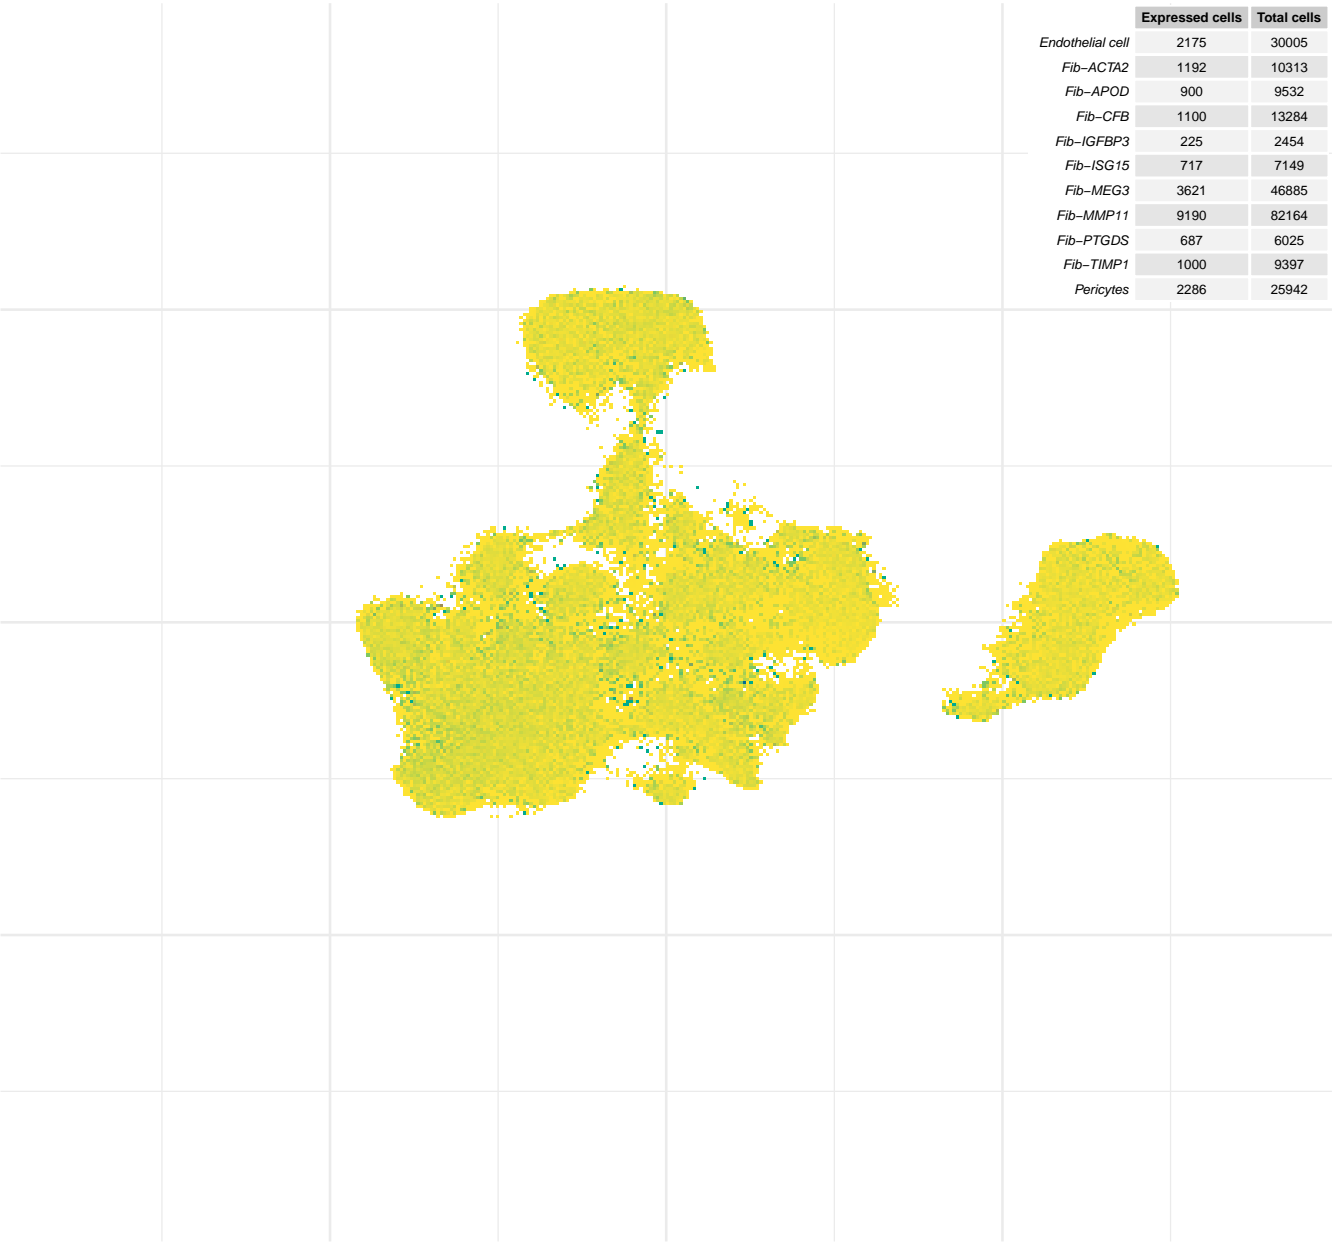 Expressed cells Total cells
Endothelial cell 2175 30005
Fib−ACTA2 1192 10313
Fib−APOD 900 9532
Fib−CFB 1100 13284
Fib−IGFBP3 225 2454
Fib−ISG15 717 7149
Fib−MEG3 3621 46885
Fib−MMP11 9190 82164
Fib−PTGDS 687 6025
Fib−TIMP1 1000 9397
Pericytes 2286 25942